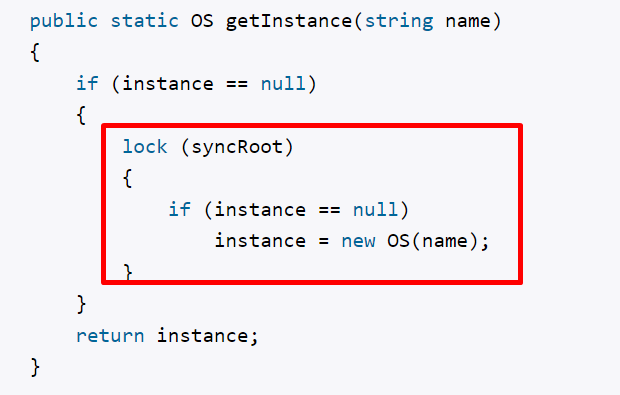 public static OS getInstance(string name)
{
    if (instance == null)
    {
        lock (syncRoot)
        {
            if (instance == null)
                instance = new OS(name);
        }
    }
    return instance;
}